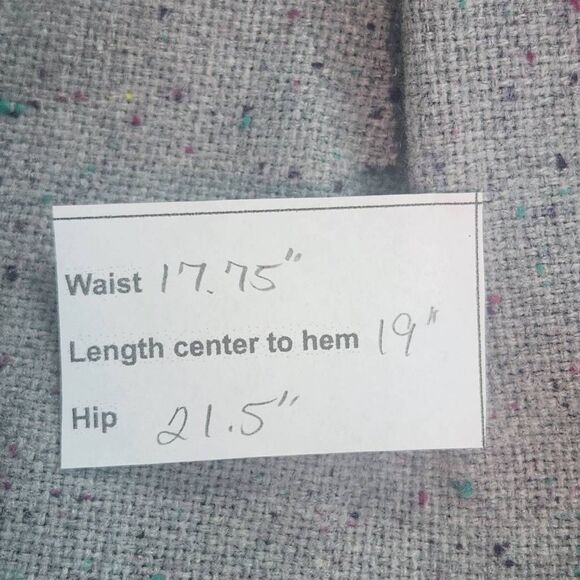 Waist 17.75"
Length center to hem 19"
Hip 21.5"